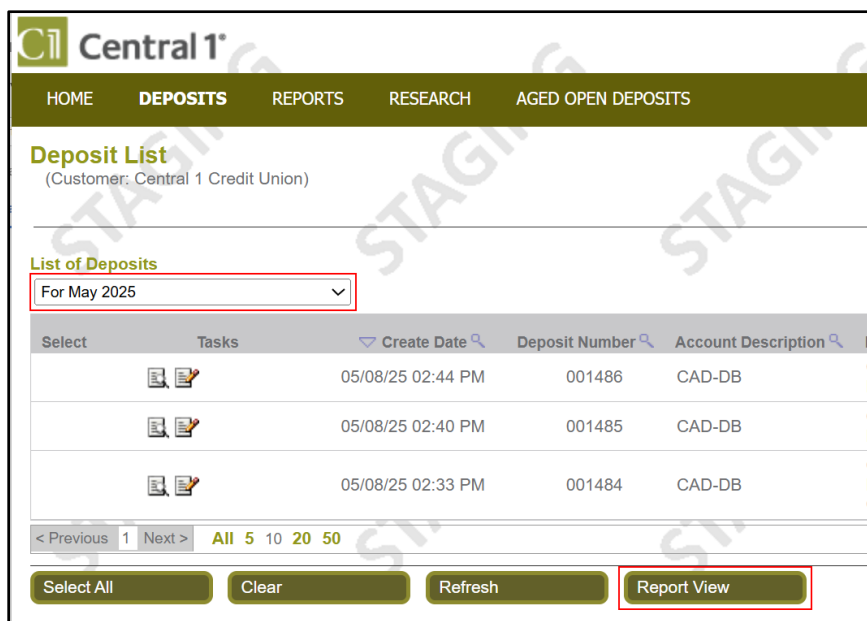 C1 Central 1
HOME DEPOSITS REPORTS RESEARCH AGED OPEN DEPOSITS
Deposit List
(Customer: Central 1 Credit Union)
List of Deposits
For May 2025
Select Tasks Create Date Deposit Number Account Description
05/08/25 02:44 PM 001486 CAD-DB
05/08/25 02:40 PM 001485 CAD-DB
05/08/25 02:33 PM 001484 CAD-DB
< Previous 1 Next > All 5 10 20 50
Select All Clear Refresh Report View
STAGING
STAGING